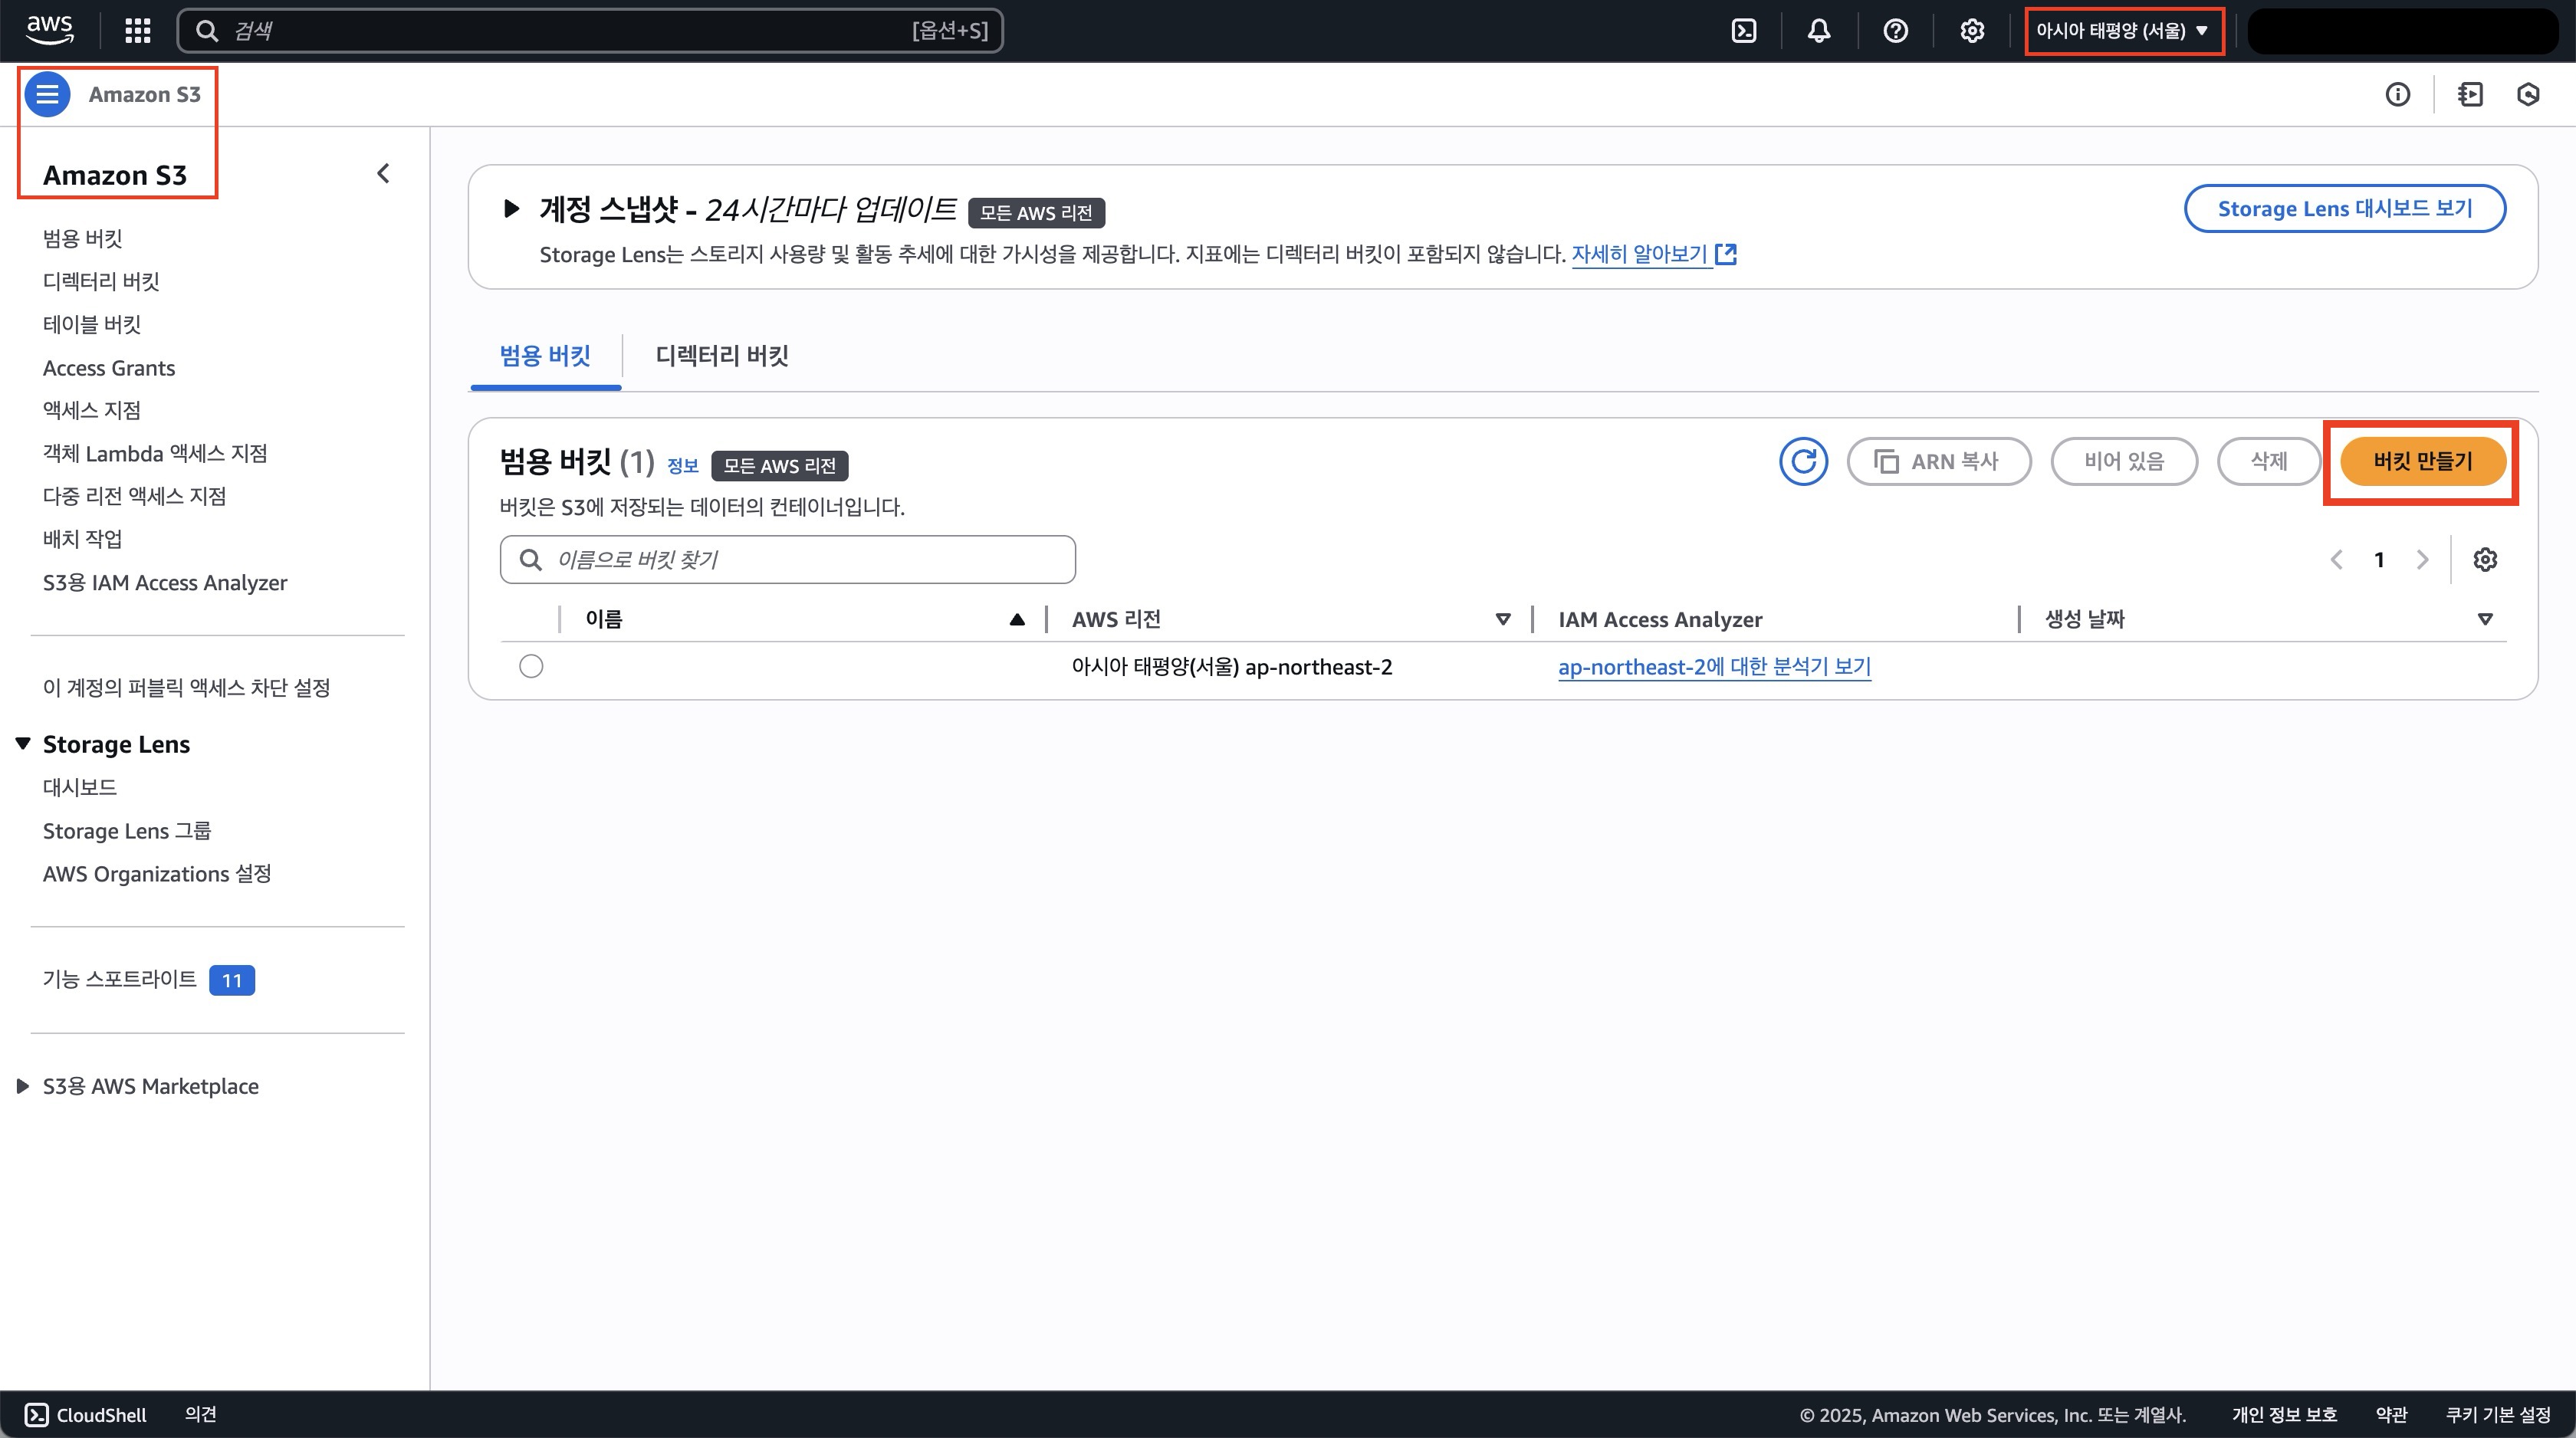 aws
검색 [옵션+S]
아시아 태평양 (서울)
Amazon S3
Amazon S3
범용 버킷
디렉터리 버킷
테이블 버킷
Access Grants
액세스 지점
객체 Lambda 액세스 지점
다중 리전 액세스 지점
배치 작업
S3용 IAM Access Analyzer
이 계정의 퍼블릭 액세스 차단 설정
Storage Lens
대시보드
Storage Lens 그룹
AWS Organizations 설정
기능 스포트라이트 11
S3용 AWS Marketplace
계정 스냅샷 - 24시간마다 업데이트 모든 AWS 리전
Storage Lens 대시보드 보기
Storage Lens는 스토리지 사용량 및 활동 추세에 대한 가시성을 제공합니다. 지표에는 디렉터리 버킷이 포함되지 않습니다. 자세히 알아보기
범용 버킷 디렉터리 버킷
범용 버킷 (1) 정보 모든 AWS 리전
ARN 복사 비어 있음 삭제 버킷 만들기
버킷은 S3에 저장되는 데이터의 컨테이너입니다.
이름으로 버킷 찾기
1
이름 AWS 리전 IAM Access Analyzer 생성 날짜
아시아 태평양(서울) ap-northeast-2 ap-northeast-2에 대한 분석기 보기
CloudShell 의견
© 2025, Amazon Web Services, Inc. 또는 계열사. 개인 정보 보호 약관 쿠키 기본 설정